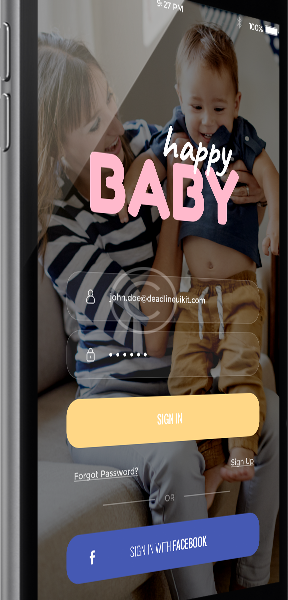 9:27 PM
100%
happy
BABY
john.doe@deadlinquikit.com
SIGN IN
Forgot Password?
Sign Up
OR
f
SIGN IN WITH FACEBOOK